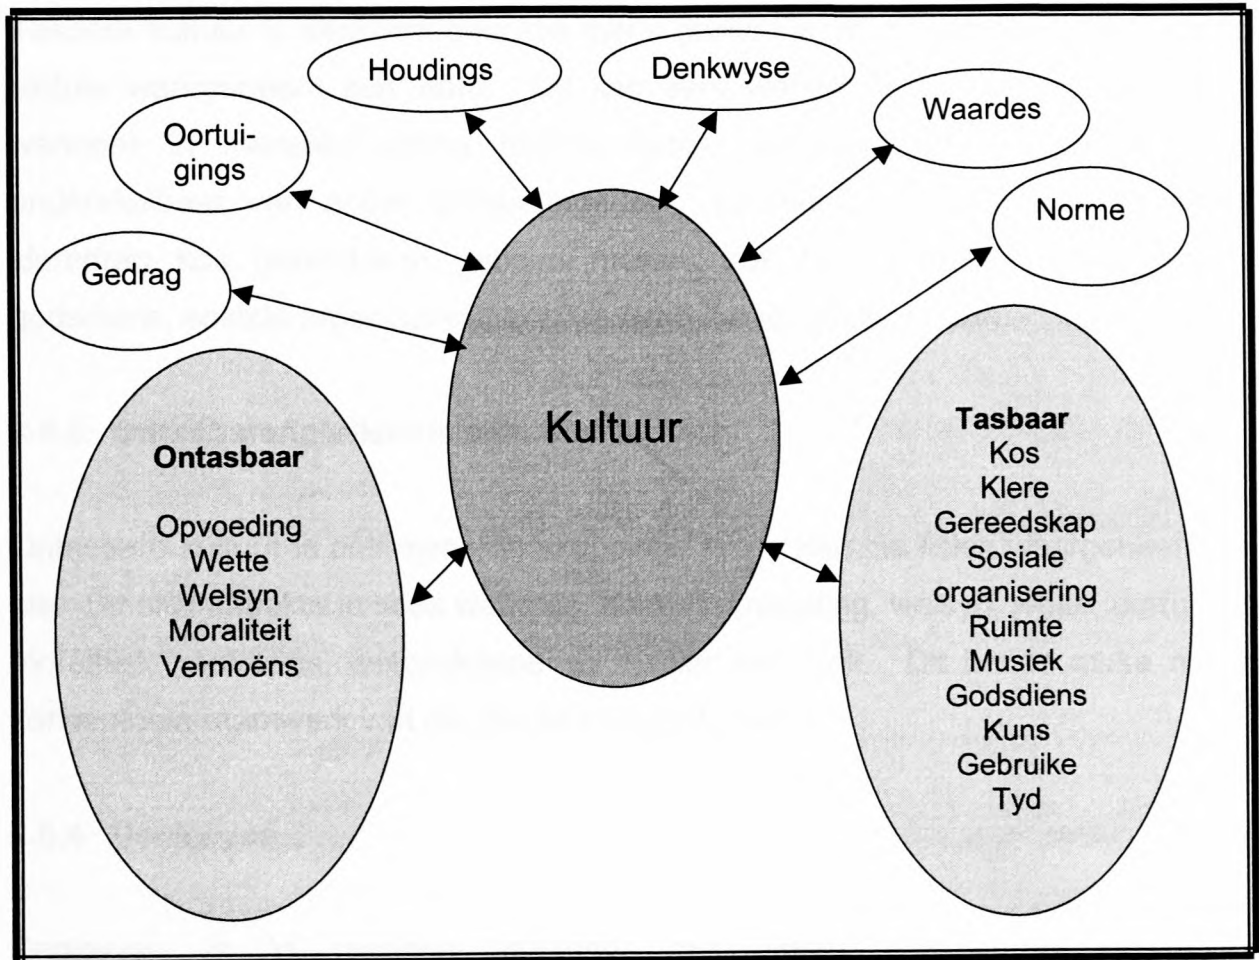 Houdings
Denkwyse
Waardes
Oortui-
gings
Norme
Gedrag
Kultuur
Ontasbaar
Opvoeding
Wette
Welsyn
Moraliteit
Vermoëns
Tasbaar
Kos
Klere
Gereedskap
Sosiale
organisering
Ruimte
Musiek
Godsdiens
Kuns
Gebruike
Tyd